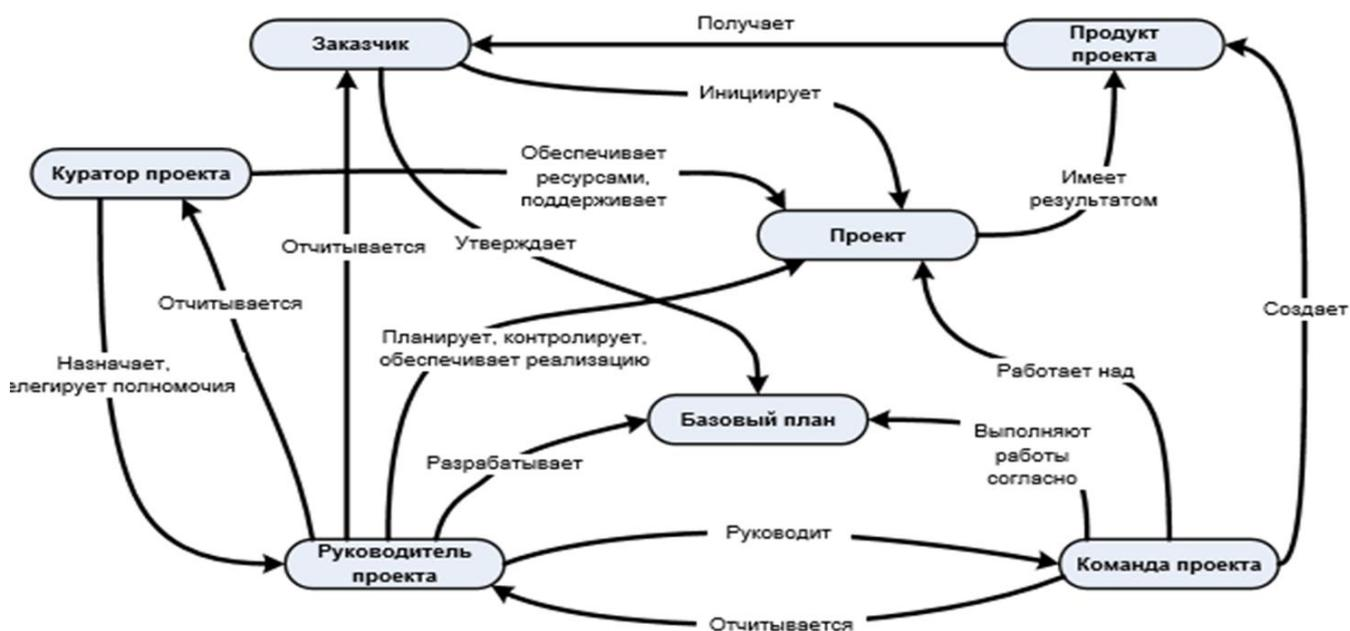 Получает
Заказчик
Продукт
проекта
Инициирует
Куратор проекта
Обеспечивает
ресурсами,
поддерживает
Имеет
результатом
Проект
Отчитывается
Утверждает
Отчитывается
Создает
Планирует, контролирует,
обеспечивает реализацию
Назначает,
елегирует полномочия
Работает над
Базовый план
Выполняют
работы
согласно
Разрабатывает
Руководит
Руководитель
проекта
Команда проекта
Отчитывается